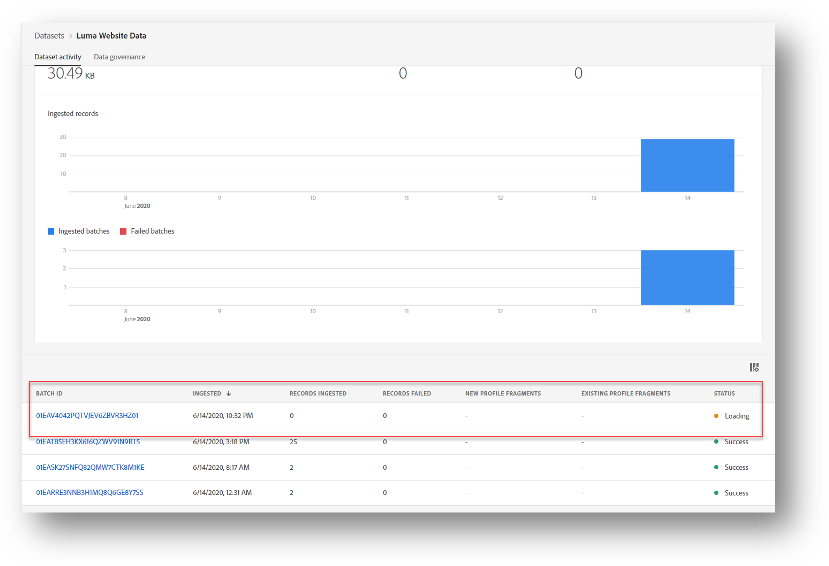 Datasets > Luma Website Data
Dataset activity Data governance
30.49 KB 0 0
Ingested records
30
20
10
8 9 10 11 12 13 14
June 2020
Ingested batches Failed batches
3
2
1
8 9 10 11 12 13 14
June 2020
BATCH ID INGESTED ↓ RECORDS INGESTED RECORDS FAILED NEW PROFILE FRAGMENTS EXISTING PROFILE FRAGMENTS STATUS
01EAV4042PQTVJEV6ZBVR3HZ01 6/14/2020, 10:32 PM 0 0 - - Loading
6/14/2020, 3:18 PM 25 0 - - Success
01EASK27SNFQ82QMW7CTK8M1KE 6/14/2020, 8:17 AM 2 0 - - Success
01EARRE3NNB3H1MQ8Q6GE8Y7S5 6/14/2020, 12:31 AM 2 0 - - Success